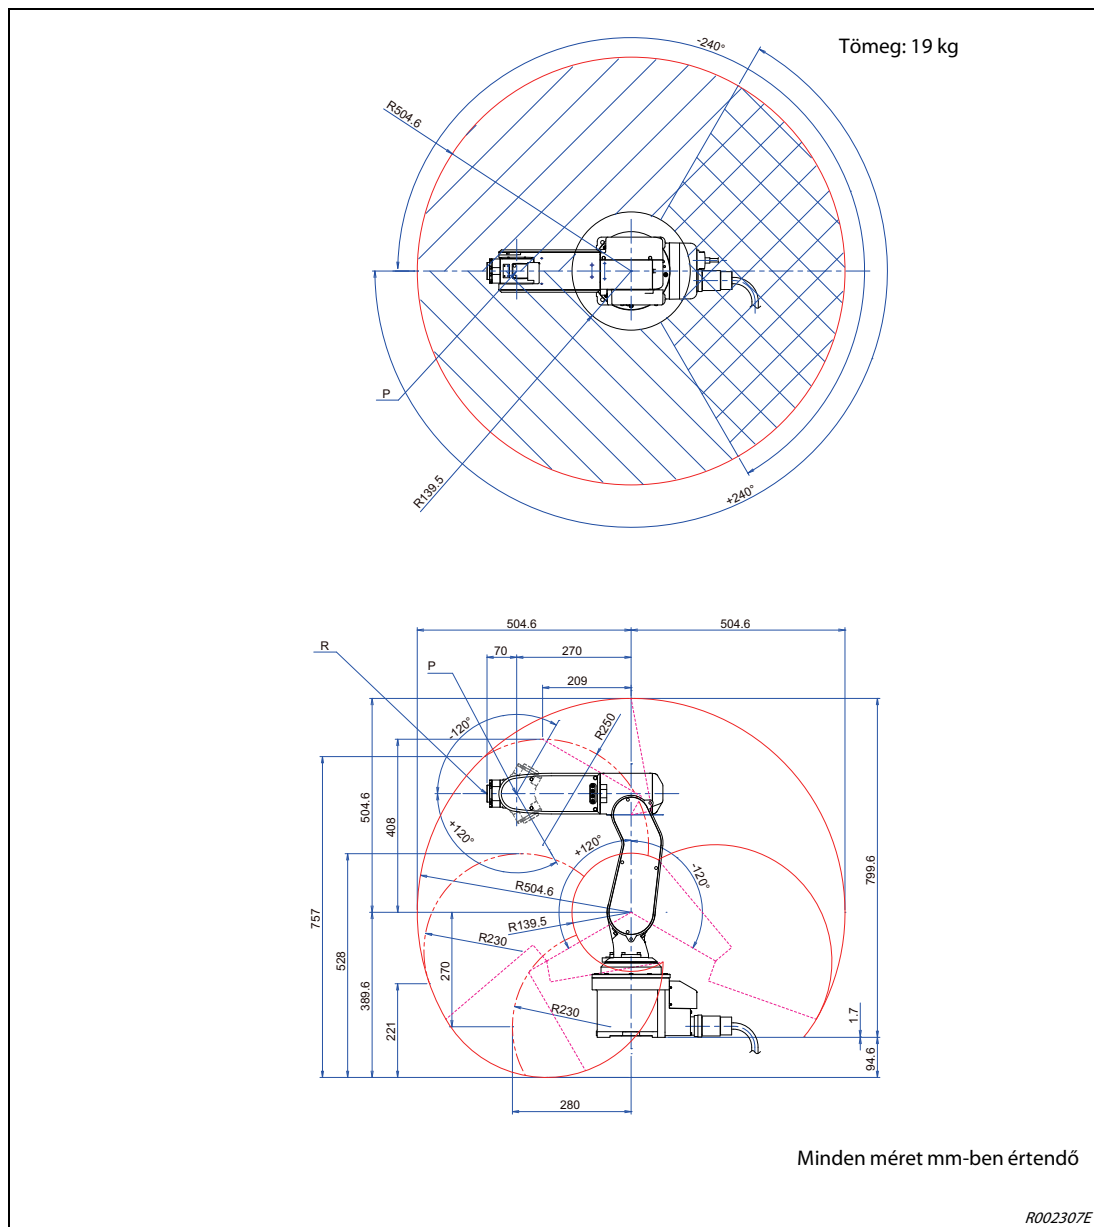 Tömeg: 19 kg
-240°
R504.6
P
R139.5
+240°
504.6
504.6
R
70
270
P
209
-120°
R250
504.6
408
+120°
+120°
-120°
799.6
757
R504.6
R139.5
R230
528
270
389.6
221
R230
1.7
94.6
280
Minden méret mm-ben értendő
R002307E